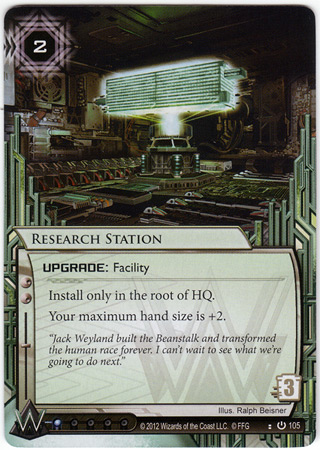 2
RESEARCH STATION
UPGRADE: Facility
Install only in the root of HQ.
Your maximum hand size is +2.
“Jack Weyland built the Beanstalk and transformed
the human race forever. I can’t wait to see what we’re
going to do next.”
3
Illus. Ralph Beisner
© 2012 Wizards of the Coast LLC. © FFG 105